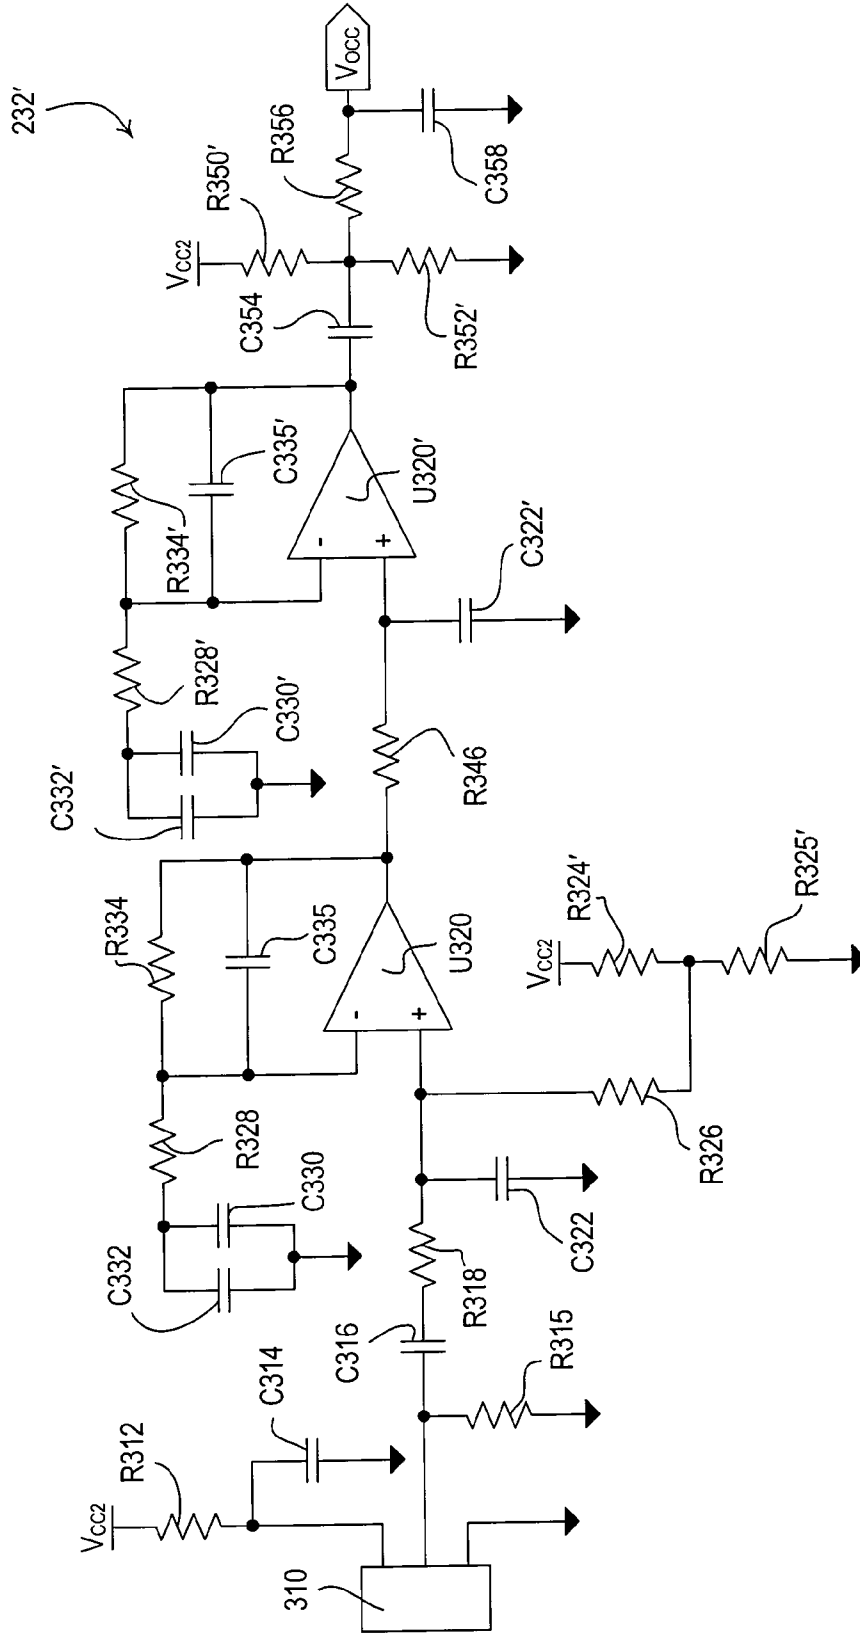 232'
VCC2
R312
C314
310
R315
C316
R318
C322
C332
C330
R328
R334
C335
U320
R326
VCC2
R324'
R325'
R346
C322'
C332'
C330'
R328'
R334'
C335'
U320'
C354
VCC2
R350'
R352'
R356
C358
VOCC
-
+
-
+